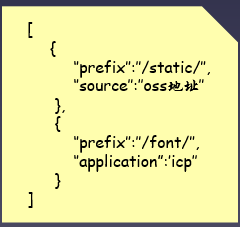 [
{
"prefix":"/static/",
"source":"oss地址"
},
{
"prefix":"/font/",
"application":'icp"
}
]